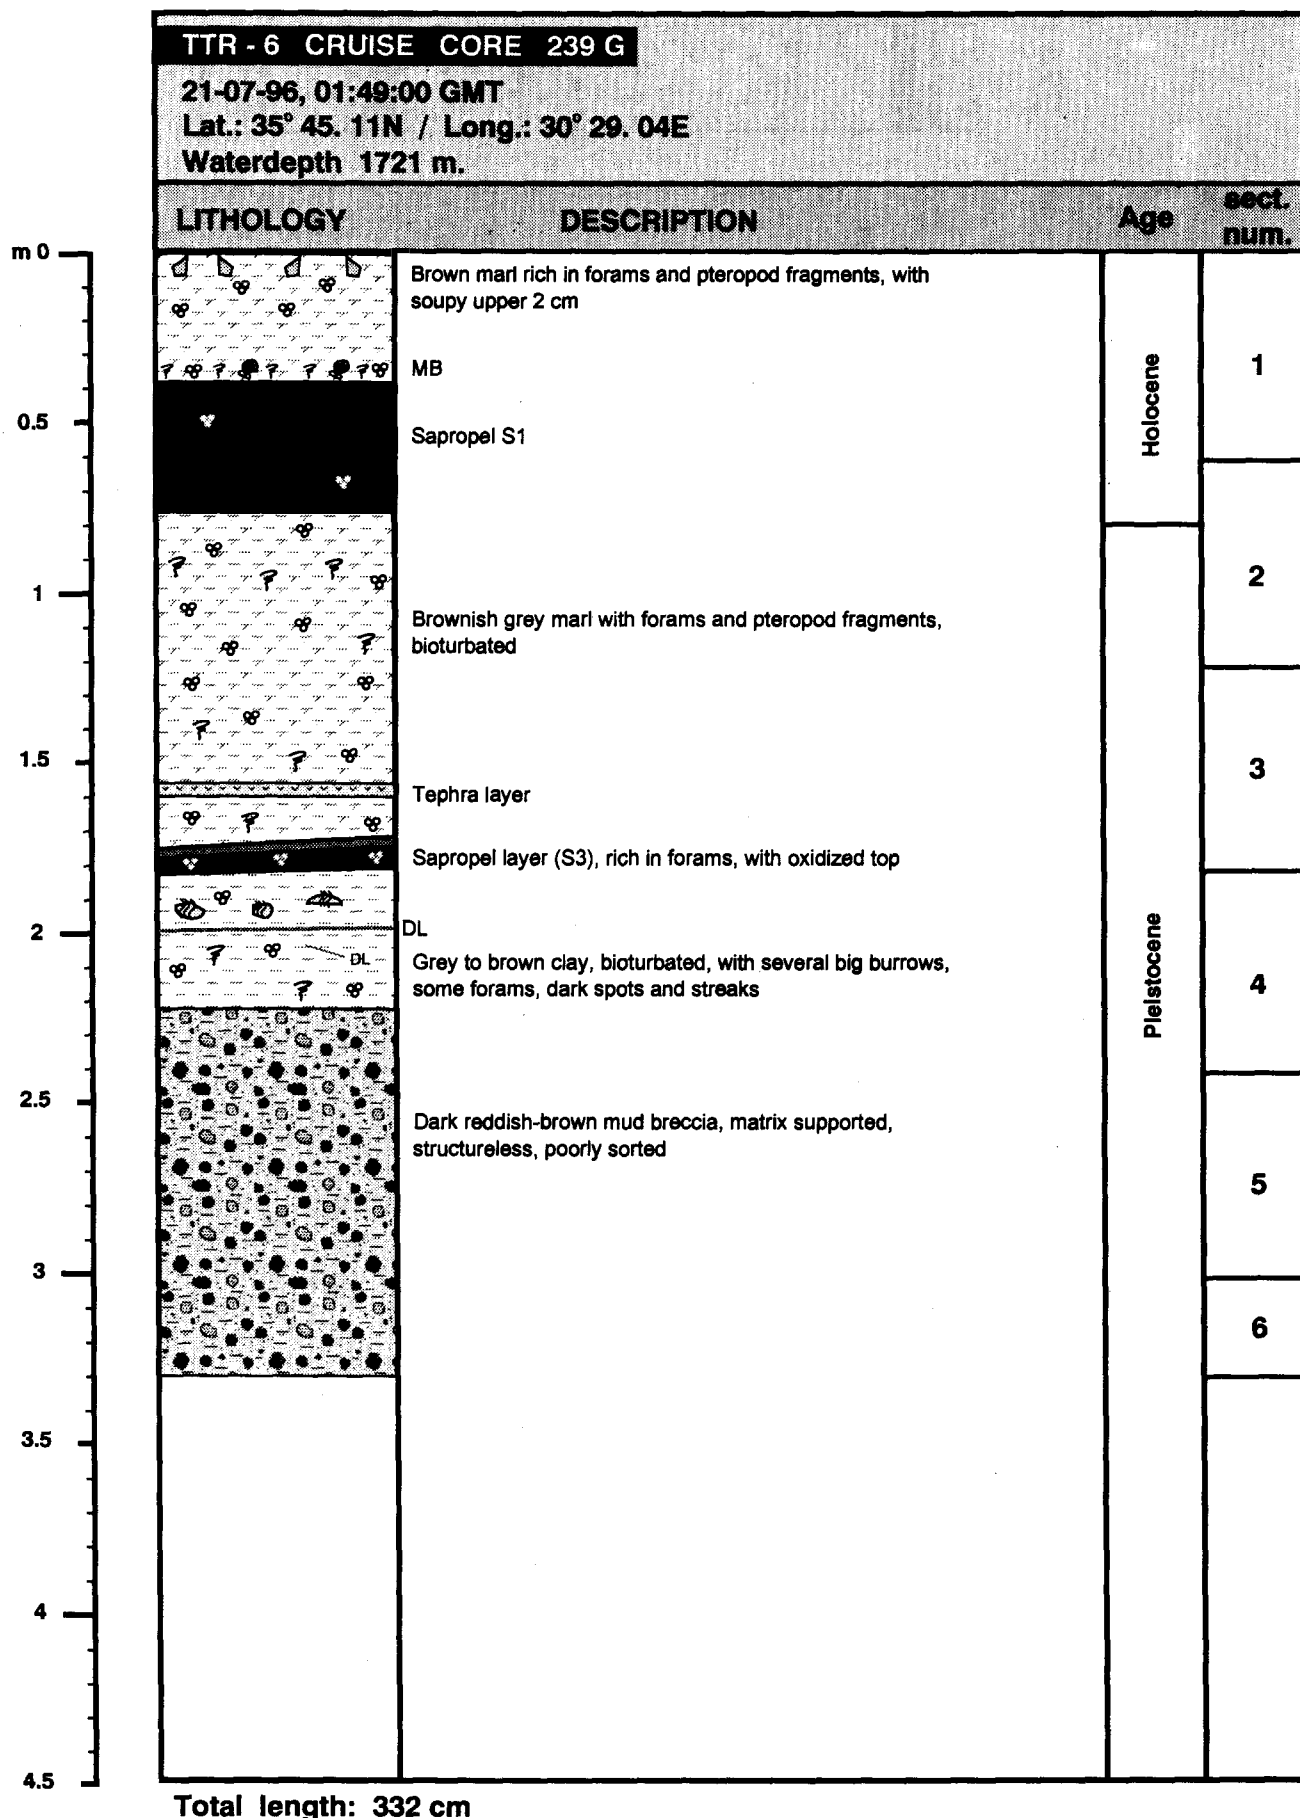 TTR - 6 CRUISE CORE 239 G
21-07-96, 01:49:00 GMT
Lat.: 35° 45. 11N / Long.: 30° 29. 04E
Waterdepth 1721 m.
LITHOLOGY DESCRIPTION Age sect. num.
m 0
Brown marl rich in forams and pteropod fragments, with
soupy upper 2 cm
MB
Holocene
1
0.5
Sapropel S1
2
1
Brownish grey marl with forams and pteropod fragments,
bioturbated
1.5
3
Tephra layer
Sapropel layer (S3), rich in forams, with oxidized top
2
DL
DL
Grey to brown clay, bioturbated, with several big burrows,
some forams, dark spots and streaks
Pleistocene
4
2.5
Dark reddish-brown mud breccia, matrix supported,
structureless, poorly sorted
5
3
6
3.5
4
4.5
Total length: 332 cm